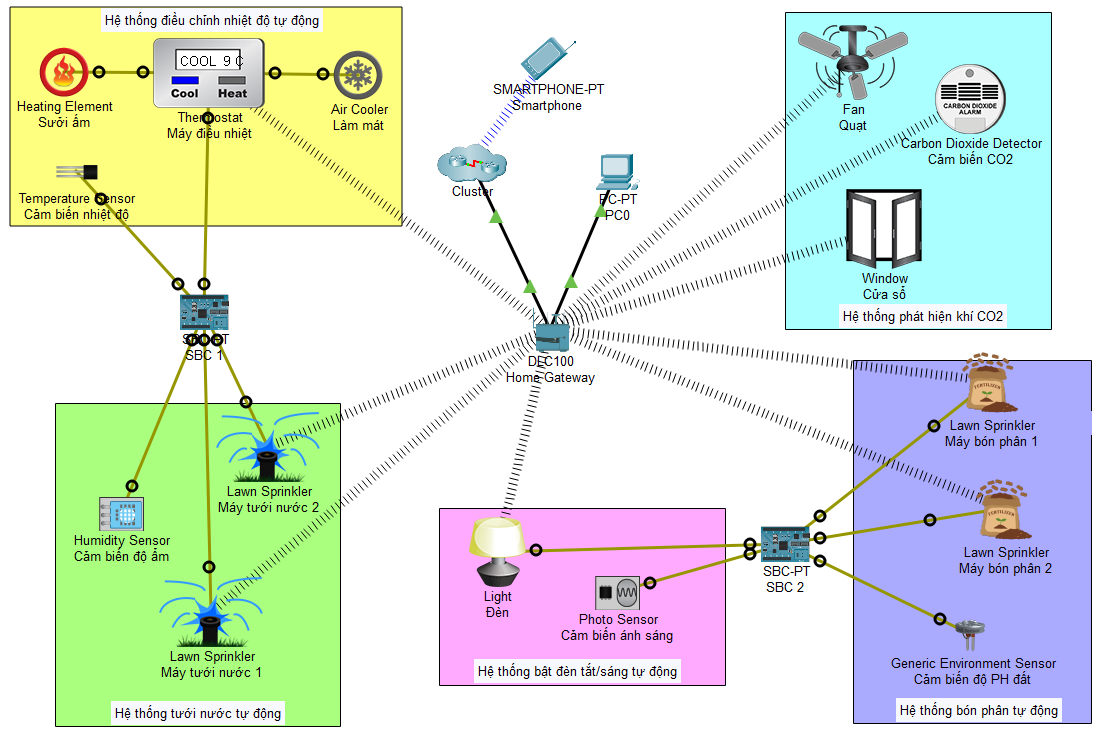 Hệ thống điều chỉnh nhiệt độ tự động
COOL 9 C
Cool Heat
Heating Element
Sưởi ấm
Thermostat
Máy điều nhiệt
Air Cooler
Làm mát
Temperature Sensor
Cảm biến nhiệt độ
SMARTPHONE-PT
Smartphone
Cluster
PC-PT
PC0
Fan
Quạt
CARBON DIOXIDE
ALARM
Carbon Dioxide Detector
Cảm biến CO2
Window
Cửa sổ
Hệ thống phát hiện khí CO2
SBC-PT
SBC 1
DLC100
Home Gateway
Lawn Sprinkler
Máy tưới nước 2
Humidity Sensor
Cảm biến độ ẩm
Lawn Sprinkler
Máy tưới nước 1
Hệ thống tưới nước tự động
Light
Đèn
Photo Sensor
Cảm biến ánh sáng
Hệ thống bật đèn tắt/sáng tự động
SBC-PT
SBC 2
FERTILIZER
Lawn Sprinkler
Máy bón phân 1
FERTILIZER
Lawn Sprinkler
Máy bón phân 2
Generic Environment Sensor
Cảm biến độ PH đất
Hệ thống bón phân tự động